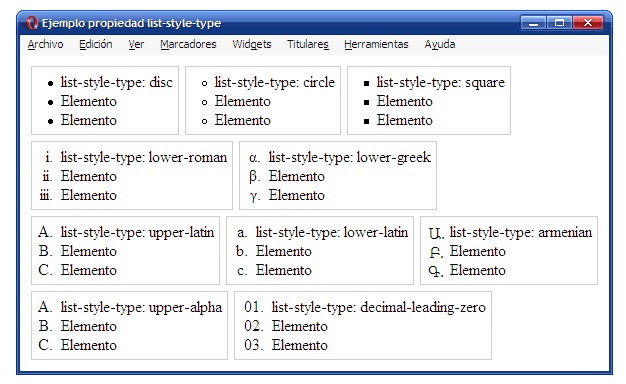 Ejemplo propiedad list-style-type
Archivo Edición Ver Marcadores Widgets Titulares Herramientas Ayuda
• list-style-type: disc
• Elemento
• Elemento
◦ list-style-type: circle
◦ Elemento
◦ Elemento
▪ list-style-type: square
▪ Elemento
▪ Elemento
i. list-style-type: lower-roman
ii. Elemento
iii. Elemento
α. list-style-type: lower-greek
β. Elemento
γ. Elemento
A. list-style-type: upper-latin
B. Elemento
C. Elemento
a. list-style-type: lower-latin
b. Elemento
c. Elemento
Ա. list-style-type: armenian
Բ. Elemento
Գ. Elemento
A. list-style-type: upper-alpha
B. Elemento
C. Elemento
01. list-style-type: decimal-leading-zero
02. Elemento
03. Elemento